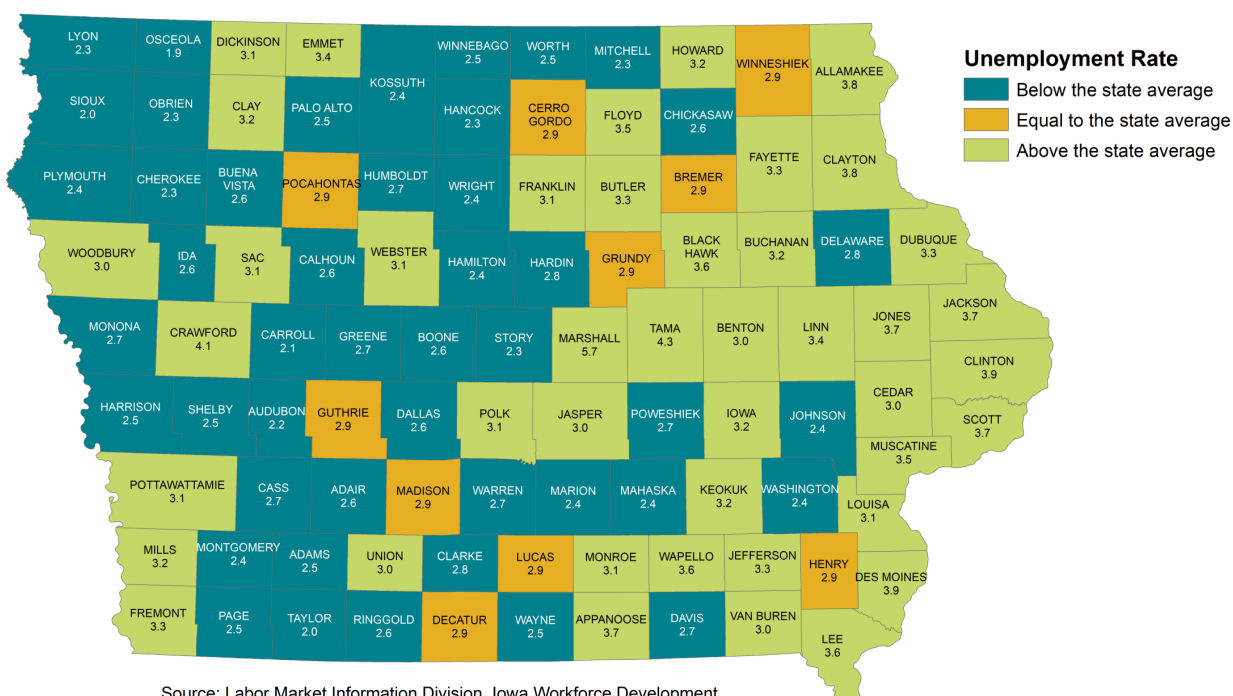 LYON
2.3
OSCEOLA
1.9
DICKINSON
3.1
EMMET
3.4
KOSSUTH
2.4
WINNEBAGO
2.5
WORTH
2.5
MITCHELL
2.3
HOWARD
3.2
WINNESHIEK
2.9
ALLAMAKEE
3.8
Unemployment Rate
Below the state average
Equal to the state average
Above the state average
SIOUX
2.0
OBRIEN
2.3
CLAY
3.2
PALO ALTO
2.5
HANCOCK
2.3
CERRO
GORDO
2.9
FLOYD
3.5
CHICKASAW
2.6
FAYETTE
3.3
CLAYTON
3.8
PLYMOUTH
2.4
CHEROKEE
2.3
BUENA
VISTA
2.6
POCAHONTAS
2.9
HUMBOLDT
2.7
WRIGHT
2.4
FRANKLIN
3.1
BUTLER
3.3
BREMER
2.9
WOODBURY
3.0
IDA
2.6
SAC
3.1
CALHOUN
2.6
WEBSTER
3.1
HAMILTON
2.4
HARDIN
2.8
GRUNDY
2.9
BLACK
HAWK
3.6
BUCHANAN
3.2
DELAWARE
2.8
DUBUQUE
3.3
MONONA
2.7
CRAWFORD
4.1
CARROLL
2.1
GREENE
2.7
BOONE
2.6
STORY
2.3
MARSHALL
5.7
TAMA
4.3
BENTON
3.0
LINN
3.4
JONES
3.7
JACKSON
3.7
CLINTON
3.9
HARRISON
2.5
SHELBY
2.5
AUDUBON
2.2
GUTHRIE
2.9
DALLAS
2.6
POLK
3.1
JASPER
3.0
POWESHIEK
2.7
IOWA
3.2
JOHNSON
2.4
CEDAR
3.0
SCOTT
3.7
MUSCATINE
3.5
POTTAWATTAMIE
3.1
CASS
2.7
ADAIR
2.6
MADISON
2.9
WARREN
2.7
MARION
2.4
MAHASKA
2.4
KEOKUK
3.2
WASHINGTON
2.4
LOUISA
3.1
MILLS
3.2
MONTGOMERY
2.4
ADAMS
2.5
UNION
3.0
CLARKE
2.8
LUCAS
2.9
MONROE
3.1
WAPELLO
3.6
JEFFERSON
3.3
HENRY
2.9
DES MOINES
3.9
FREMONT
3.3
PAGE
2.5
TAYLOR
2.0
RINGGOLD
2.6
DECATUR
2.9
WAYNE
2.5
APPANOOSE
3.7
DAVIS
2.7
VAN BUREN
3.0
LEE
3.6
Source: Labor Market Information Division, Iowa Workforce Development